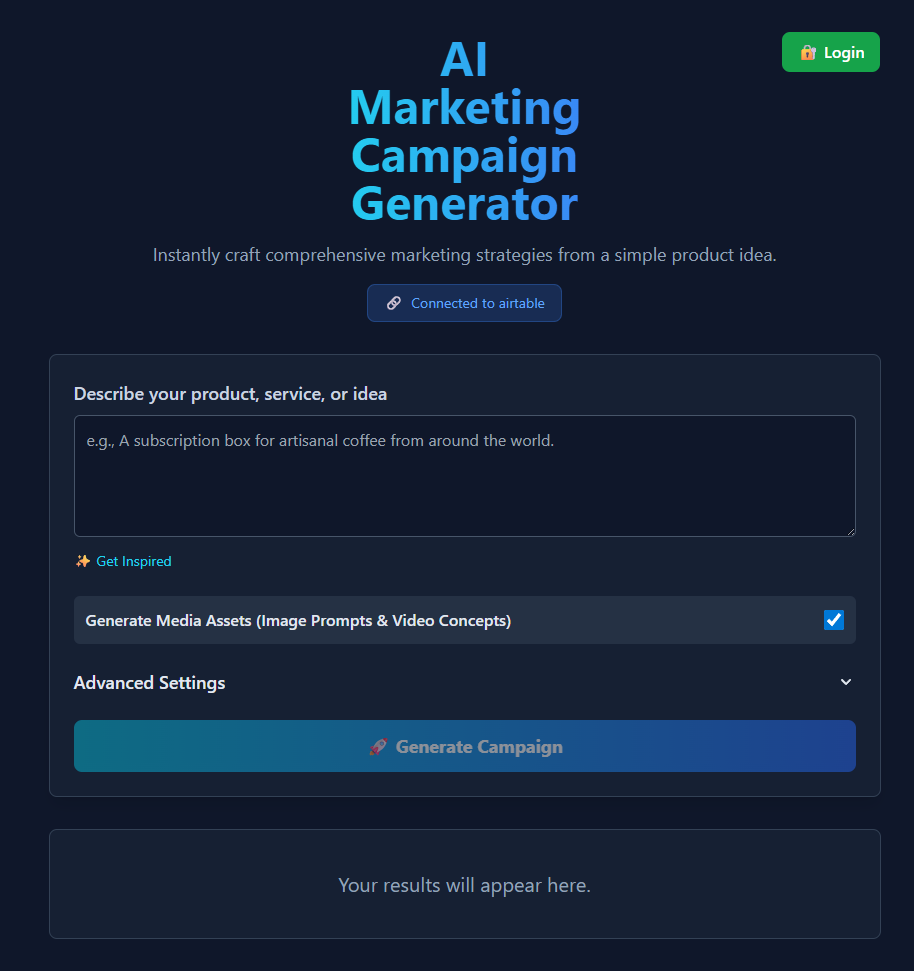 AI
Marketing
Campaign
Generator
Login
Instantly craft comprehensive marketing strategies from a simple product idea.
Connected to airtable
Describe your product, service, or idea
e.g., A subscription box for artisanal coffee from around the world.
Get Inspired
Generate Media Assets (Image Prompts & Video Concepts)
Advanced Settings
Generate Campaign
Your results will appear here.